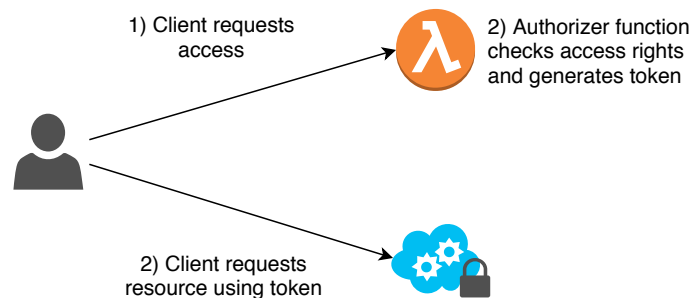 1) Client requests
access
2) Authorizer function
checks access rights
and generates token
2) Client requests
resource using token